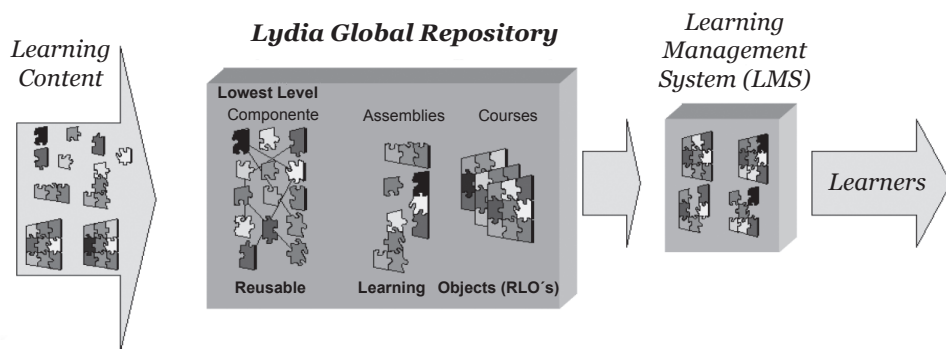 Learning
Content
Lydia Global Repository
Lowest Level
Componente
Assemblies
Courses
Reusable
Learning
Objects (RLO´s)
Learning
Management
System (LMS)
Learners